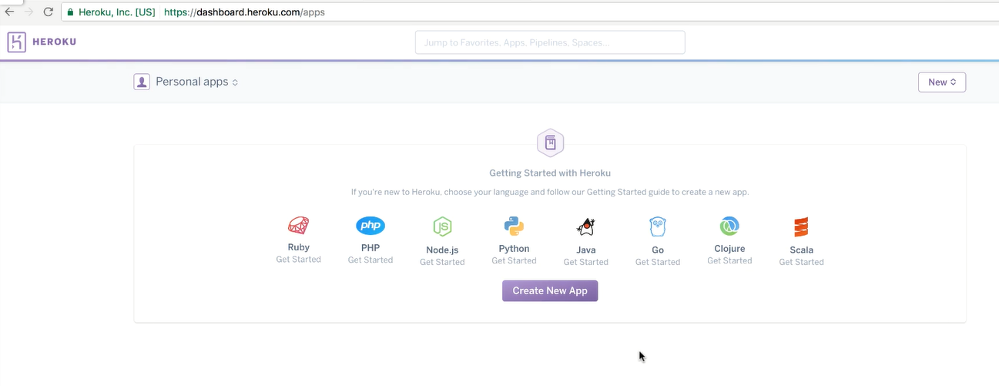 Heroku, Inc. [US] https://dashboard.heroku.com/apps
HEROKU
Jump to Favorites, Apps, Pipelines, Spaces...
Personal apps
New
Getting Started with Heroku
If you're new to Heroku, choose your language and follow our Getting Started guide to create a new app.
php
JS
Ruby PHP Node.js Python Java Go Clojure Scala
Get Started Get Started Get Started Get Started Get Started Get Started Get Started Get Started
Create New App